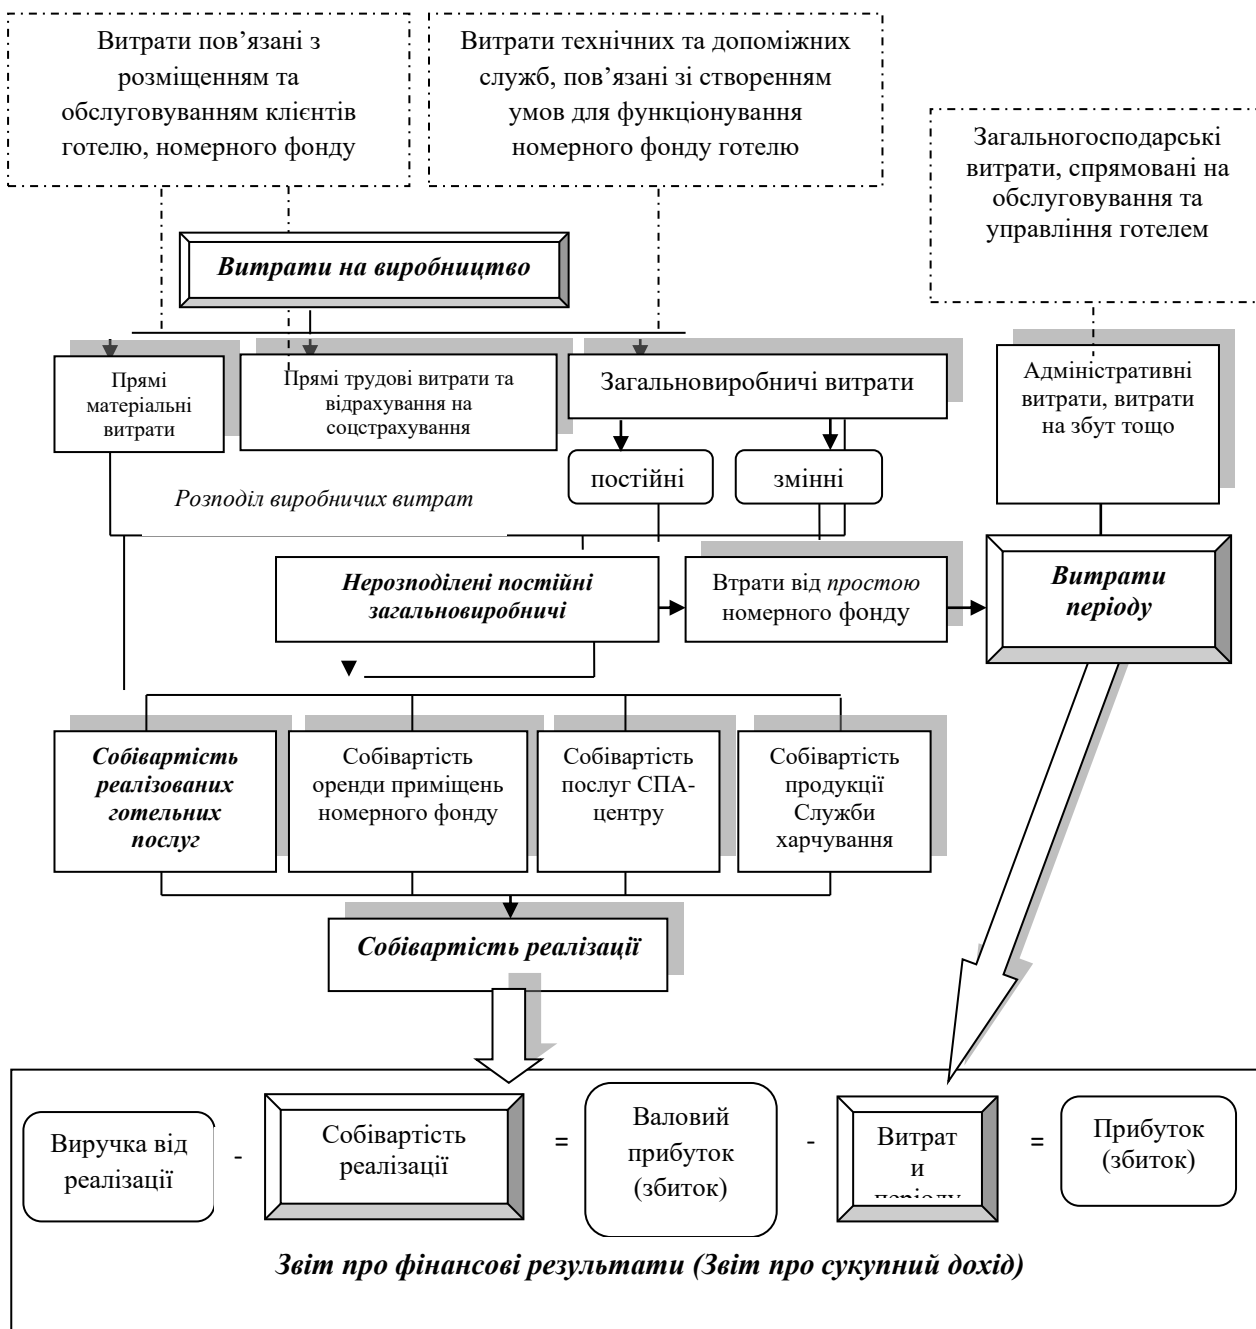 Витрати пов’язані з
розміщенням та
обслуговуванням клієнтів
готелю, номерного фонду
Витрати технічних та допоміжних
служб, пов’язані зі створенням
умов для функціонування
номерного фонду готелю
Загальногосподарські
витрати, спрямовані на
обслуговування та
управління готелем
Витрати на виробництво
Прямі
матеріальні
витрати
Прямі трудові витрати та
відрахування на
соцстрахування
Загальновиробничі витрати
Адміністративні
витрати, витрати
на збут тощо
постійні
змінні
Розподіл виробничих витрат
Нерозподілені постійні
загальновиробничі
Втрати від простою
номерного фонду
Витрати
періоду
Собівартість
реалізованих
готельних
послуг
Собівартість
оренди приміщень
номерного фонду
Собівартість
послуг СПА-
центру
Собівартість
продукції
Служби
харчування
Собівартість реалізації
Виручка від
реалізації
-
Собівартість
реалізації
=
Валовий
прибуток
(збиток)
-
Витрат
и
періоду
=
Прибуток
(збиток)
Звіт про фінансові результати (Звіт про сукупний дохід)